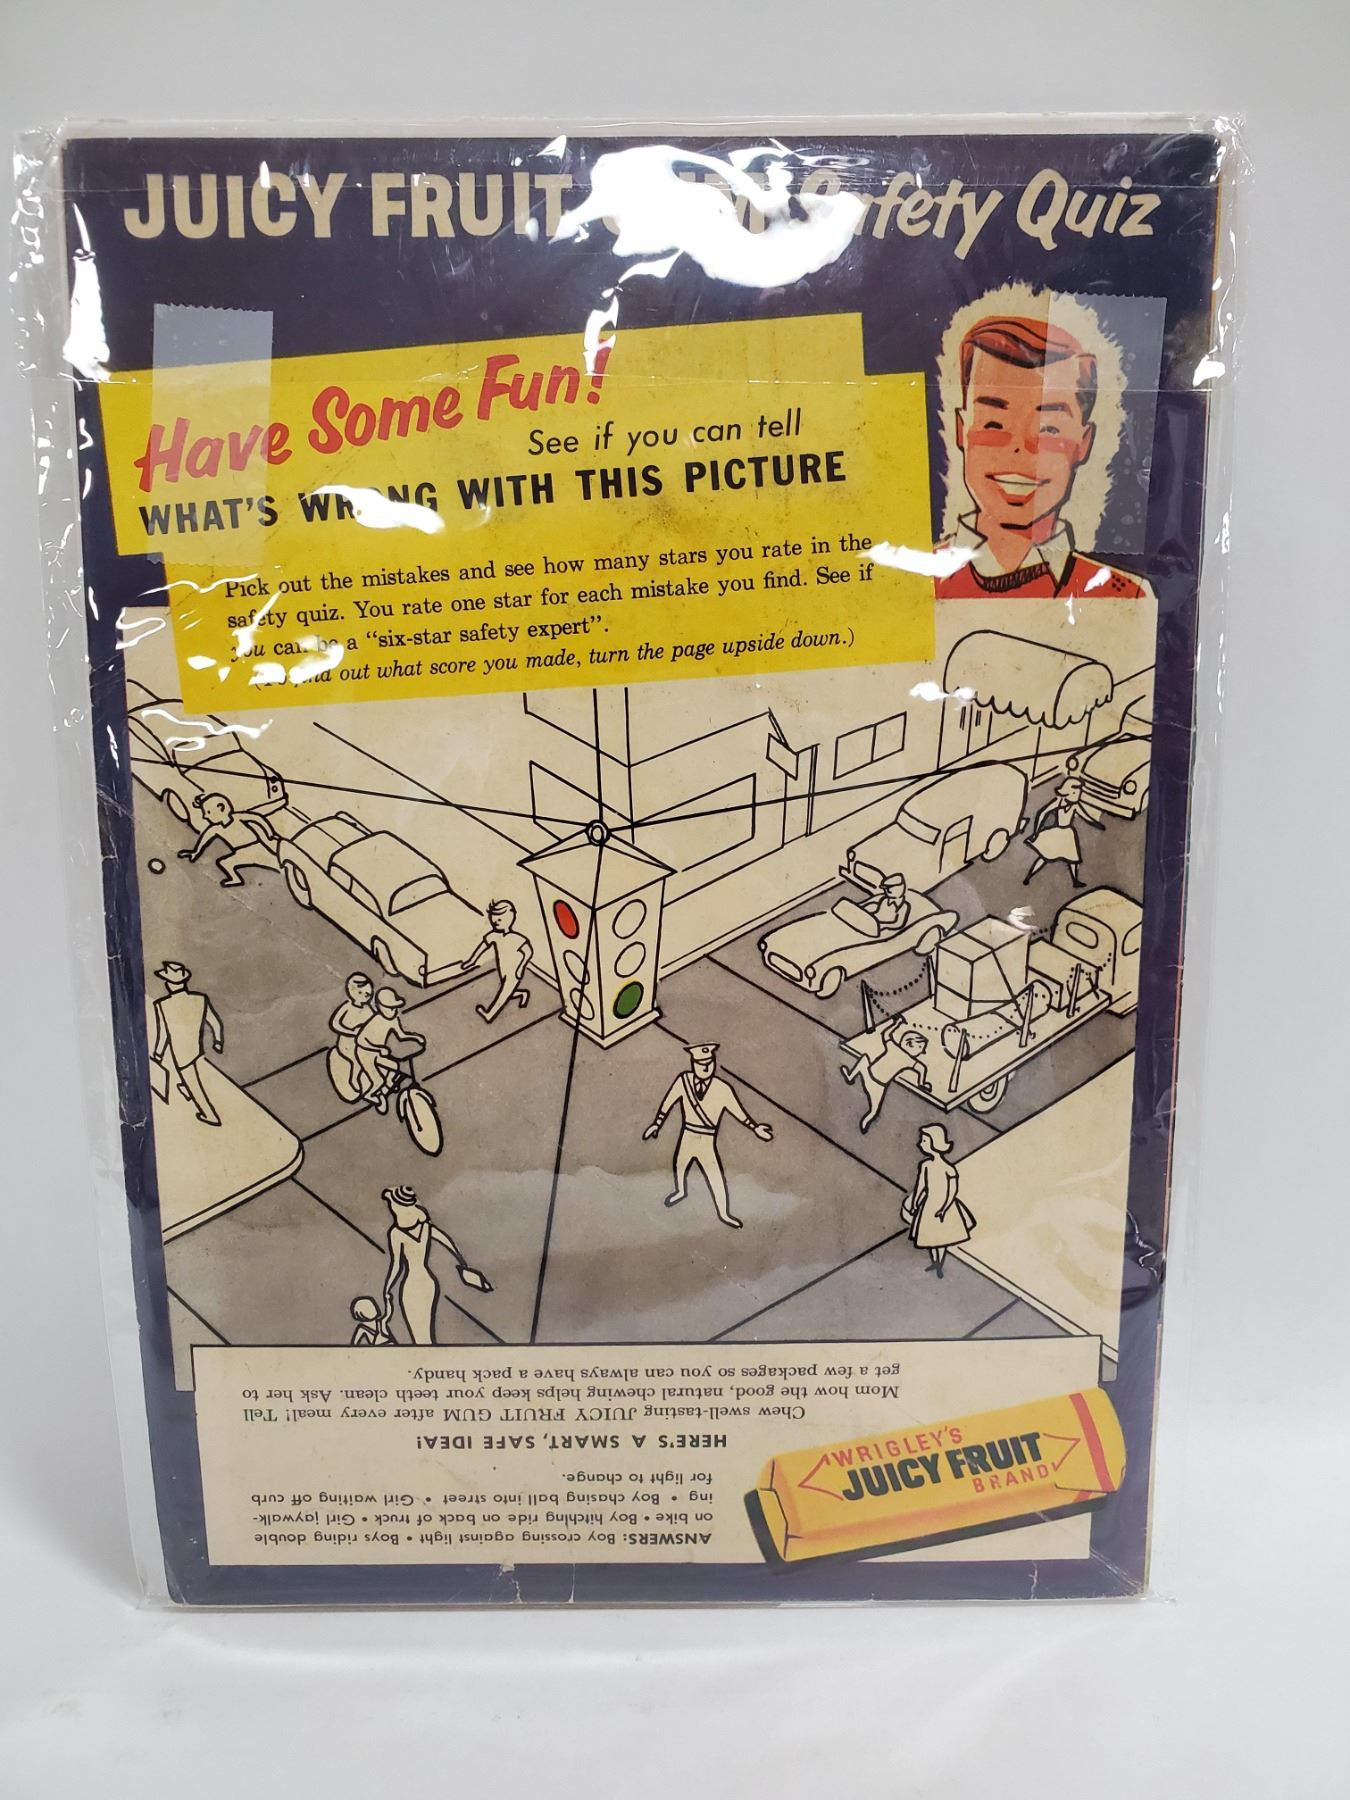 JUICY FRUIT Safety Quiz
Have Some Fun!
See if you can tell
WHAT'S WRONG WITH THIS PICTURE
Pick out the mistakes and see how many stars you rate in the
safety quiz. You rate one star for each mistake you find. See if
you can be a “six-star safety expert”.
(To find out what score you made, turn the page upside down.)
WRIGLEY'S
JUICY FRUIT
BRAND
ANSWERS: Boy crossing against light • Boys riding double
on bike • Boy hitching ride on back of truck • Girl jaywalk-
ing • Boy chasing ball into street • Girl waiting off curb
for light to change.
HERE'S A SMART, SAFE IDEA!
Chew swell-tasting JUICY FRUIT GUM after every meal! Tell
Mom how the good, natural chewing helps keep your teeth clean. Ask her to
get a few packages so you can always have a pack handy.